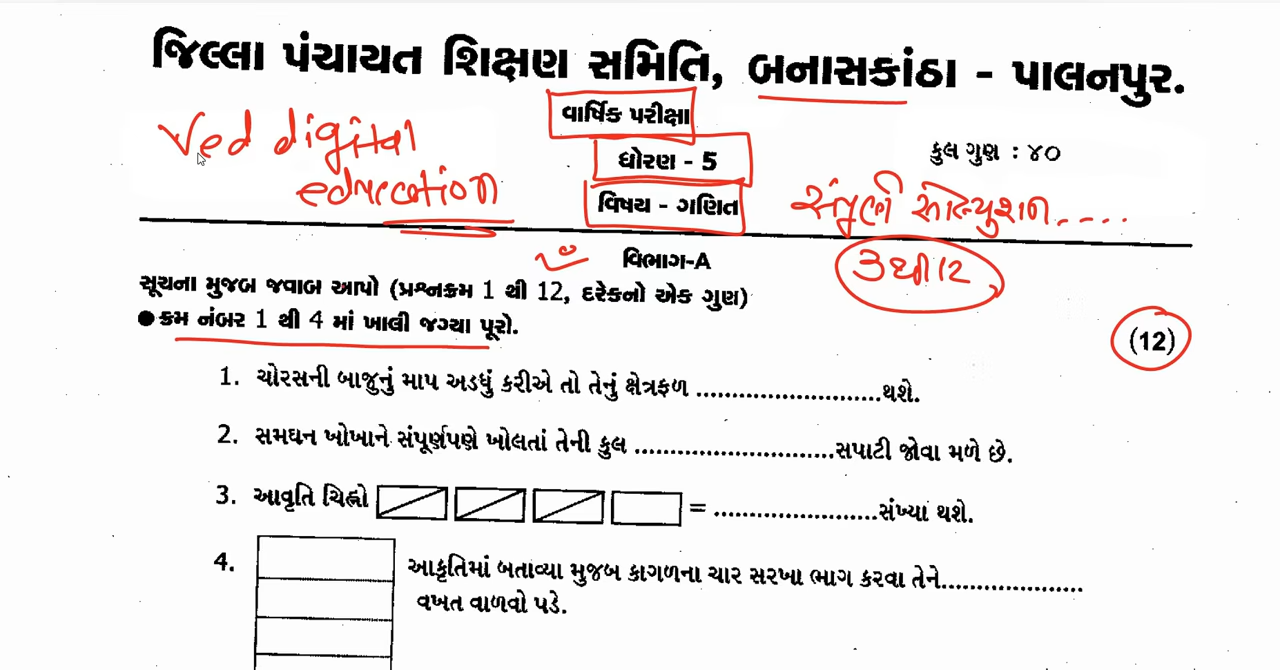 જિલ્લા પંચાયત શિક્ષણ સમિતિ, બનાસકાંઠા - પાલનપુર.
વાર્ષિક પરીક્ષા
Ved digital
education
ધોરણ - 5
કુલ ગુણ : ૪૦
વિષય - ગણિત
સંપૂર્ણ સોલ્યુશન....
વિભાગ-A
૩ થી 12
સૂચના મુજબ જવાબ આપો (પ્રશ્નક્રમ 1 થી 12, દરેકનો એક ગુણ)
● ક્રમ નંબર 1 થી 4 માં ખાલી જગ્યા પૂરો.
(12)
1. ચોરસની બાજુનું માપ અડધું કરીએ તો તેનું ક્ષેત્રફળ ..........................થશે.
2. સમઘન ખોખાને સંપૂર્ણપણે ખોલતાં તેની કુલ ............................સપાટી જોવા મળે છે.
3. આવૃતિ ચિહ્નો = .......................સંખ્યા થશે.
4. આકૃતિમાં બતાવ્યા મુજબ કાગળના ચાર સરખા ભાગ કરવા તેને....................
વખત વાળવો પડે.